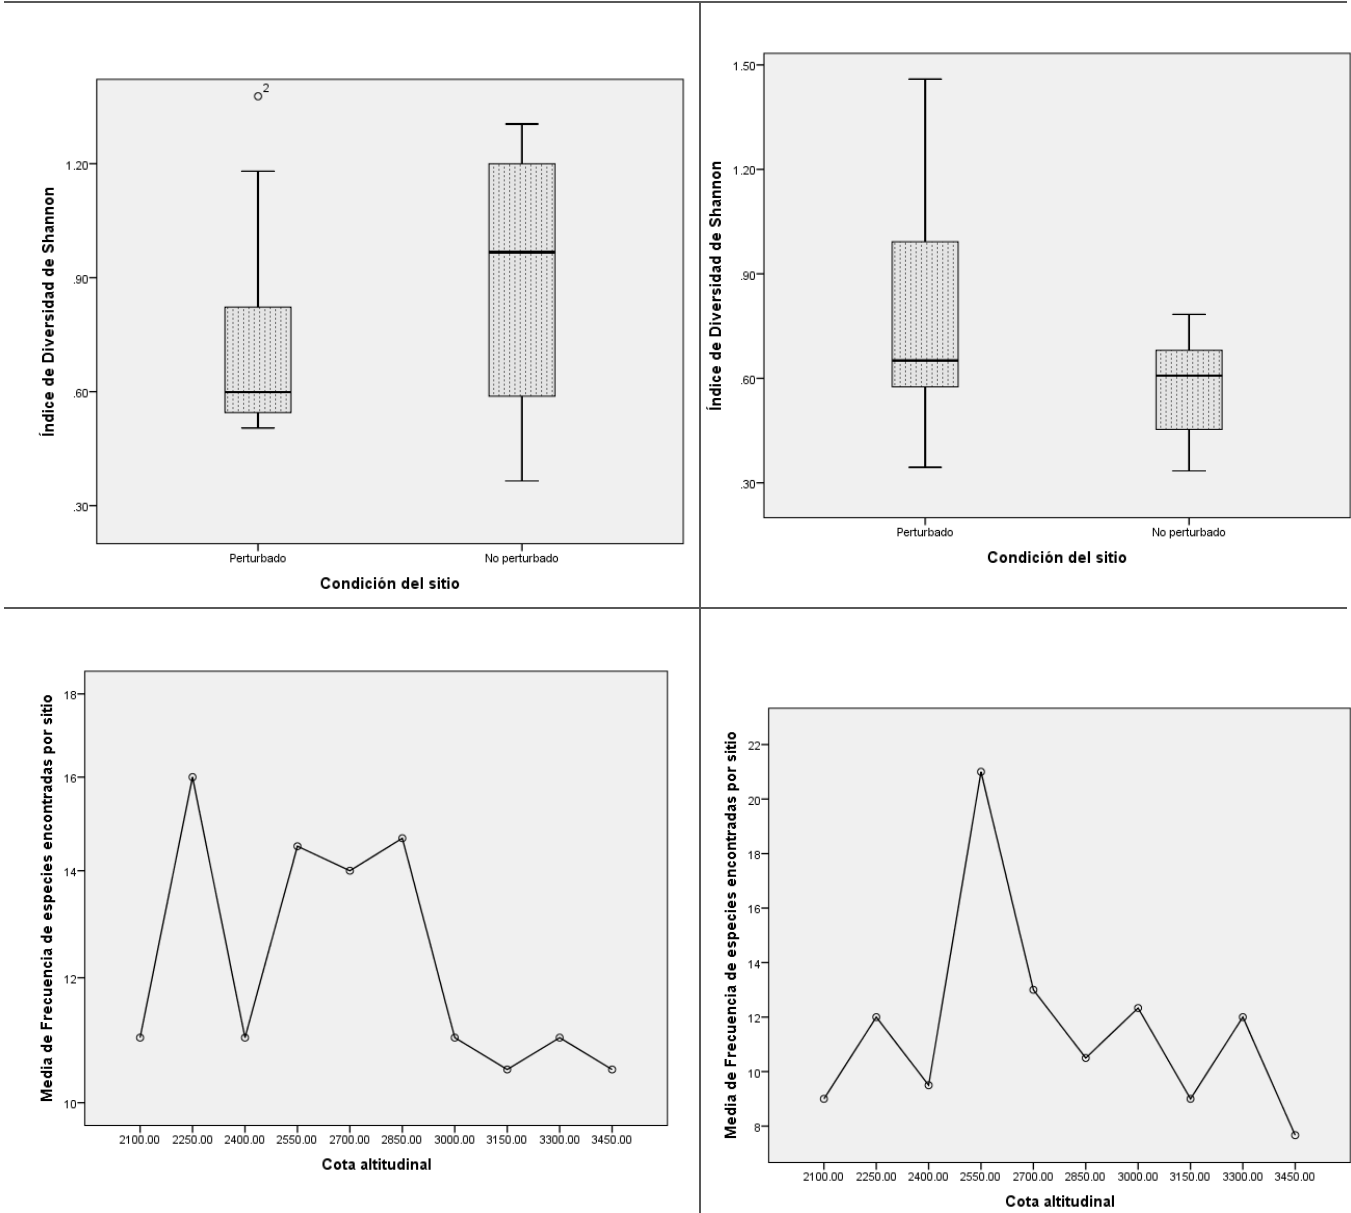 2
1.20
.90
.60
.30
Índice de Diversidad de Shannon
Perturbado No perturbado
Condición del sitio
1.50
1.20
.90
.60
.30
Índice de Diversidad de Shannon
Perturbado No perturbado
Condición del sitio
18
16
14
12
10
Media de Frecuencia de especies encontradas por sitio
2100.00 2250.00 2400.00 2550.00 2700.00 2850.00 3000.00 3150.00 3300.00 3450.00
Cota altitudinal
22
20
18
16
14
12
10
8
Media de Frecuencia de especies encontradas por sitio
2100.00 2250.00 2400.00 2550.00 2700.00 2850.00 3000.00 3150.00 3300.00 3450.00
Cota altitudinal